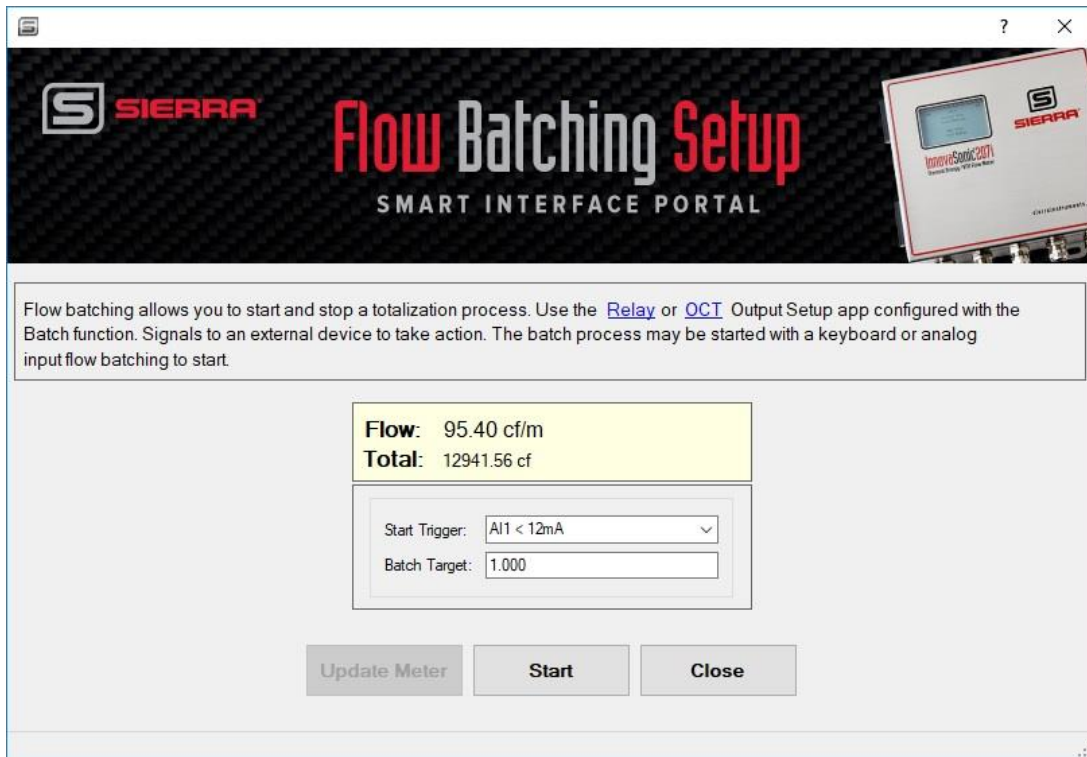 ?
SIERRA
Flow Batching Setup
SMART INTERFACE PORTAL
SIERRA
InnovaSonic 207i
Flow batching allows you to start and stop a totalization process. Use the Relay or OCT Output Setup app configured with the
Batch function. Signals to an external device to take action. The batch process may be started with a keyboard or analog
input flow batching to start.
Flow: 95.40 cf/m
Total: 12941.56 cf
Start Trigger: AI1 < 12mA
Batch Target: 1.000
Update Meter Start Close